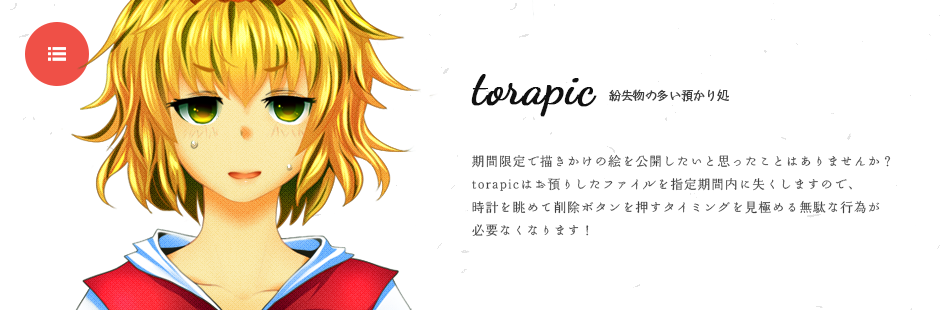 torapic 紛失物の多い預かり処
期間限定で描きかけの絵を公開したいと思ったことはありませんか？
torapicはお預りしたファイルを指定期間内に失くしますので、
時計を眺めて削除ボタンを押すタイミングを見極める無駄な行為が
必要なくなります！